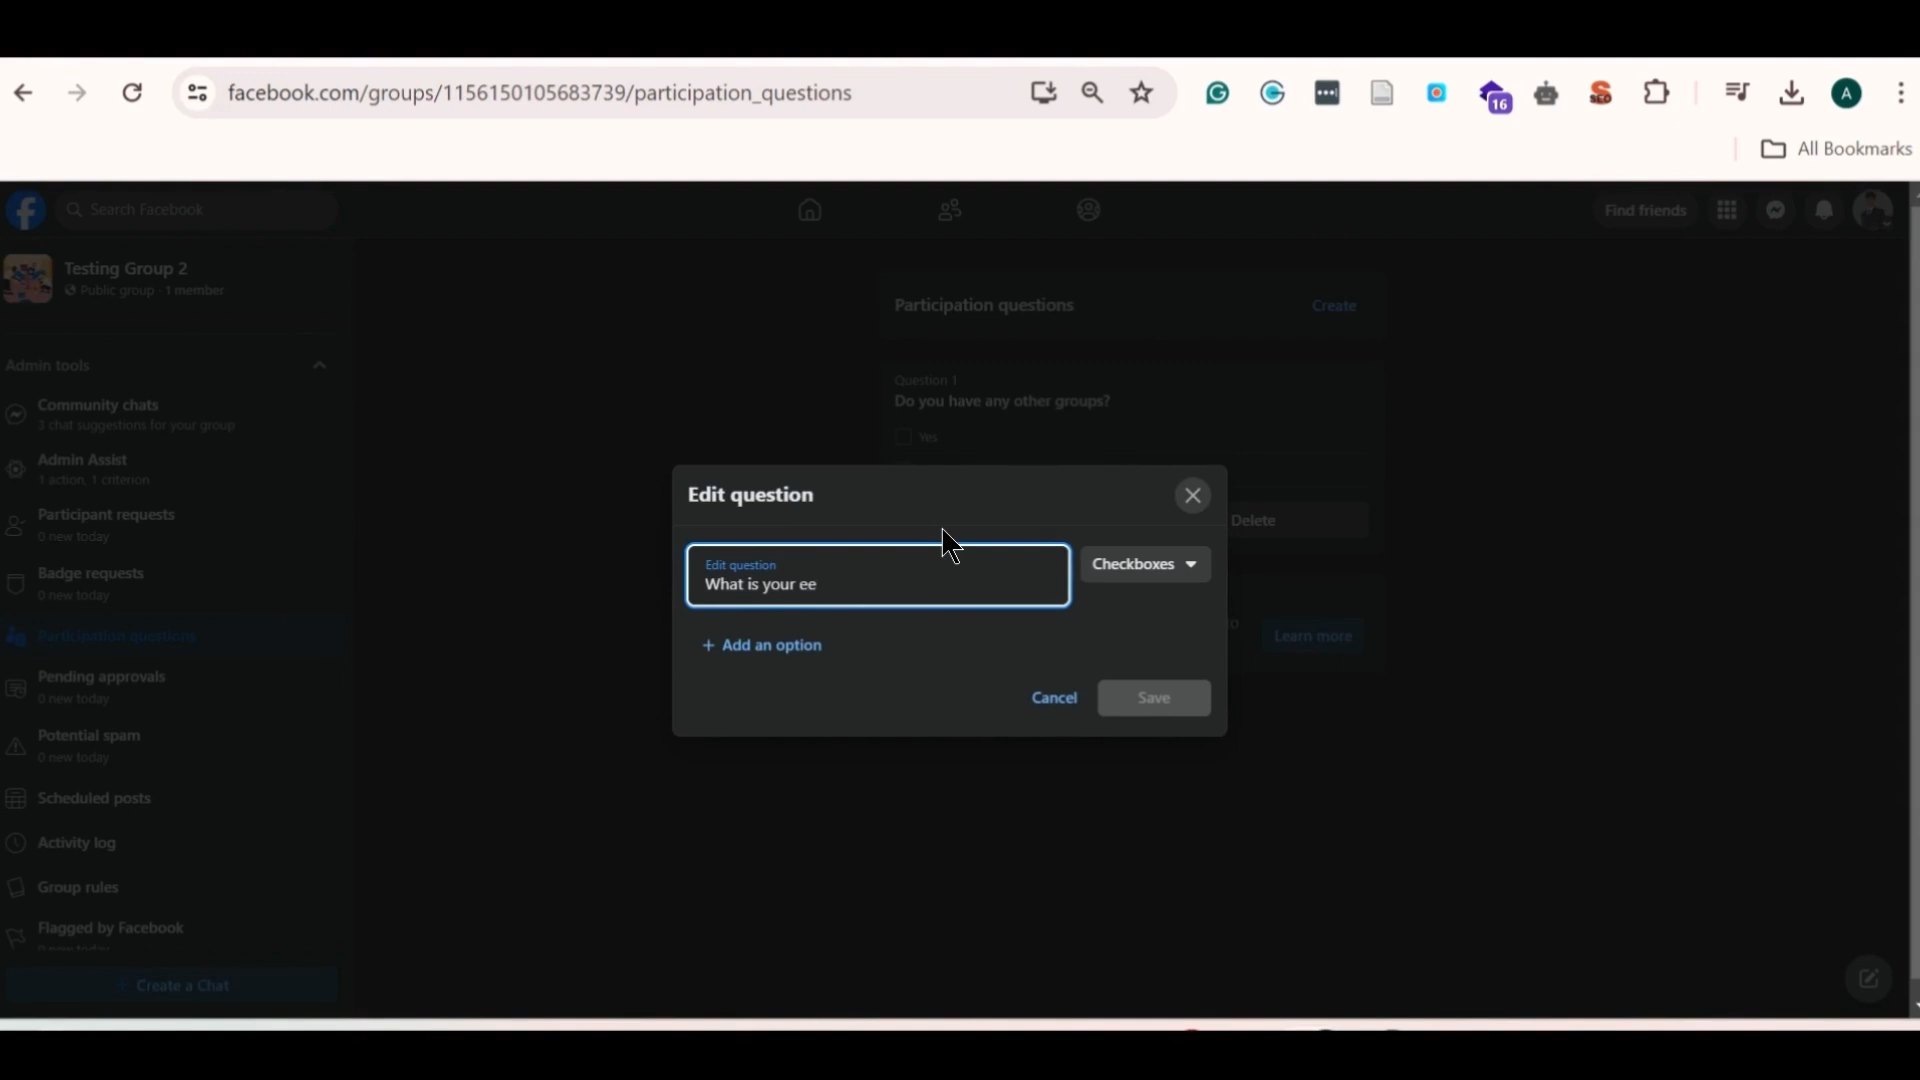 facebook.com/groups/1156150105683739/participation_questions
16
SEO
A
All Bookmarks
Search Facebook
Find friends
Testing Group 2
Public group · 1 member
Admin tools
Community chats
3 chat suggestions for your group
Admin Assist
1 action, 1 criterion
Participant requests
0 new today
Badge requests
0 new today
Participation questions
Pending approvals
0 new today
Potential spam
0 new today
Scheduled posts
Activity log
Group rules
Flagged by Facebook
0 new today
+ Create a Chat
Participation questions
Create
Question 1
Do you have any other groups?
Yes
Delete
Learn more
Edit question
Edit question
What is your ee
Checkboxes
+ Add an option
Cancel
Save